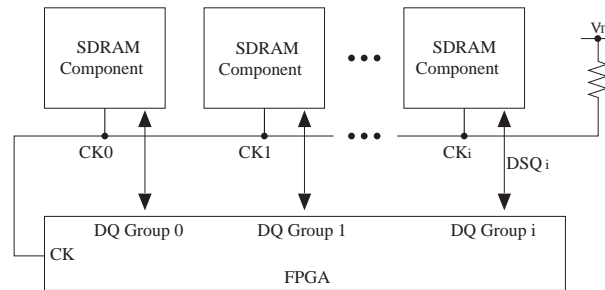 SDRAM
Component
SDRAM
Component
SDRAM
Component
CK0
CK1
CKi
DSQ i
DQ Group 0
DQ Group 1
DQ Group i
CK
FPGA